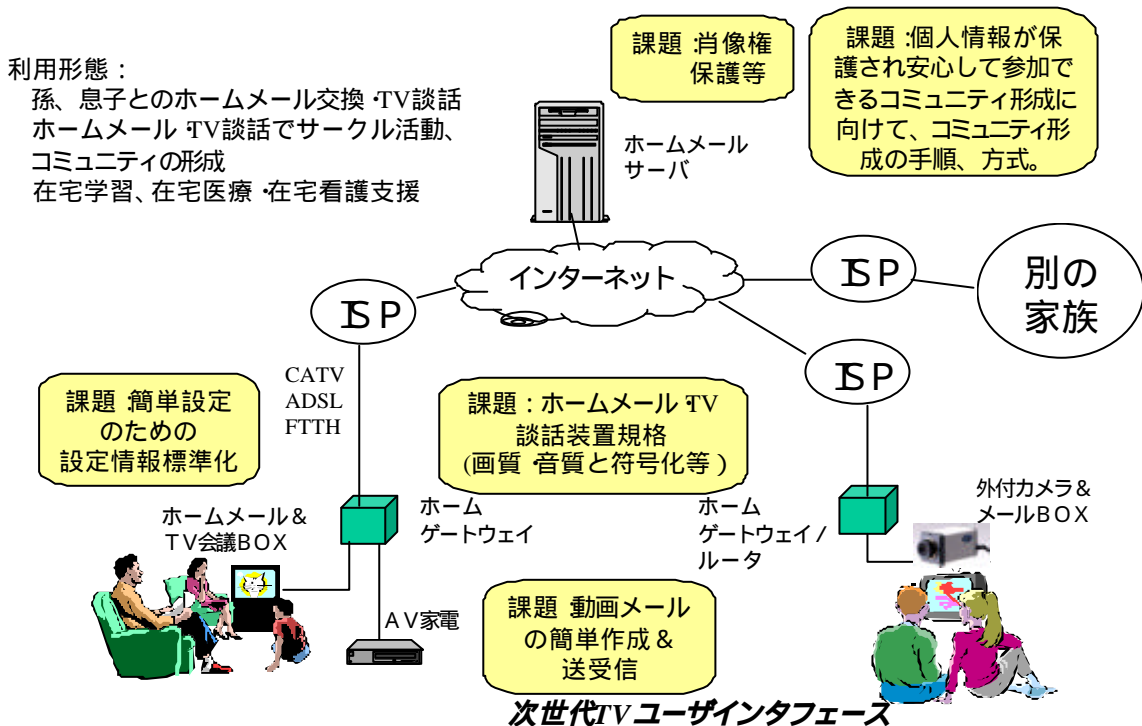 利用形態：
孫、息子とのホームメール交換・TV談話
ホームメール・TV談話でサークル活動、
コミュニティの形成
在宅学習、在宅医療・在宅看護支援
課題：肖像権
保護等
課題：個人情報が保
護され安心して参加で
きるコミュニティ形成に
向けて、コミュニティ形
成の手順、方式。
ホームメール
サーバ
インターネット
ISP
ISP
別の
家族
ISP
CATV
ADSL
FTTH
課題：簡単設定
のための
設定情報標準化
課題：ホームメール・TV
談話装置規格
(画質・音質と符号化等)
ホームメール＆
TV会議BOX
ホーム
ゲートウェイ
ホーム
ゲートウェイ/
ルータ
外付カメラ＆
メールBOX
AV家電
課題：動画メール
の簡単作成＆
送受信
次世代TVユーザインタフェース